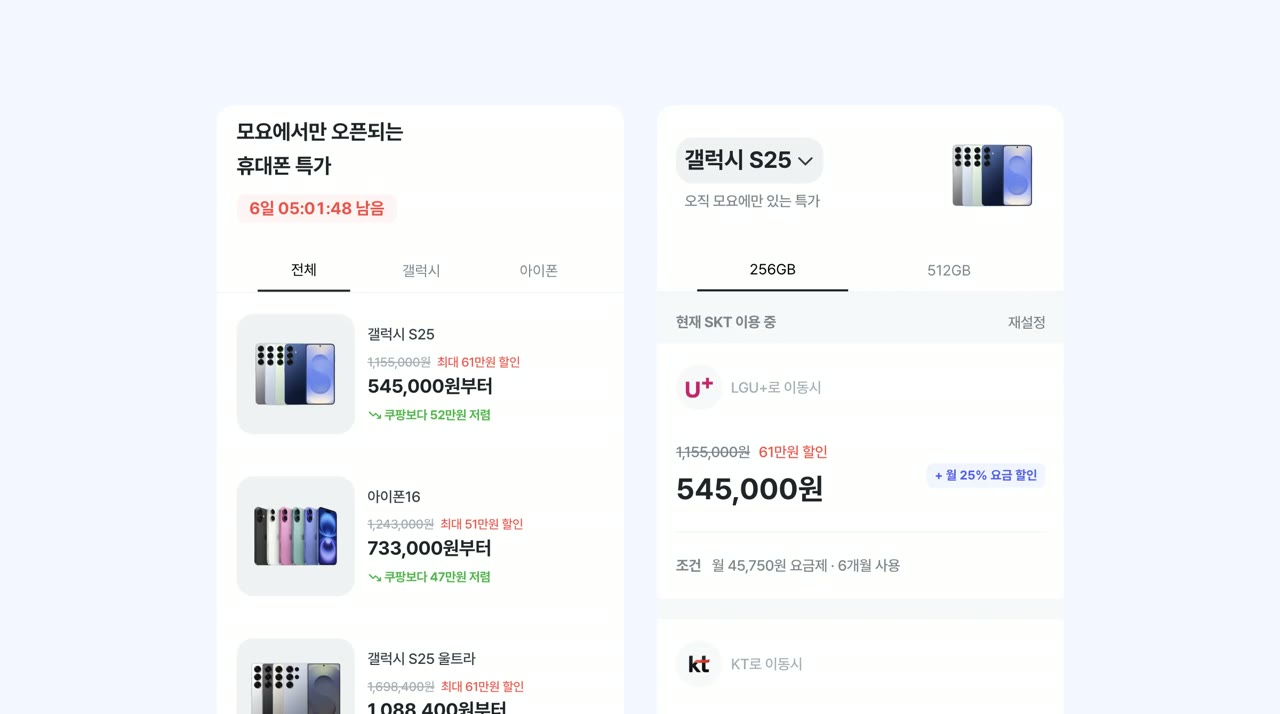 모요에서만 오픈되는
휴대폰 특가
6일 05:01:48 남음
전체 갤럭시 아이폰
갤럭시 S25
1,155,000원 최대 61만원 할인
545,000원부터
쿠팡보다 52만원 저렴
아이폰16
1,243,000원 최대 51만원 할인
733,000원부터
쿠팡보다 47만원 저렴
갤럭시 S25 울트라
1,698,400원 최대 61만원 할인
1,088,400원부터
갤럭시 S25
오직 모요에만 있는 특가
256GB 512GB
현재 SKT 이용 중 재설정
U+ LGU+로 이동시
1,155,000원 61만원 할인
545,000원
+ 월 25% 요금 할인
조건 월 45,750원 요금제 · 6개월 사용
kt KT로 이동시